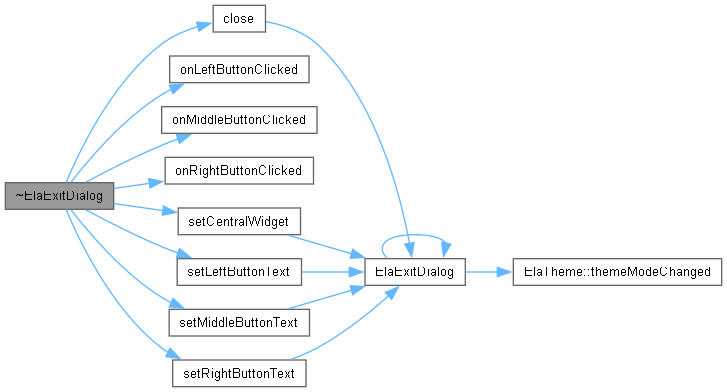 close
onLeftButtonClicked
onMiddleButtonClicked
onRightButtonClicked
~ElaExitDialog
setCentralWidget
setLeftButtonText
ElaExitDialog
ElaTheme::themeModeChanged
setMiddleButtonText
setRightButtonText